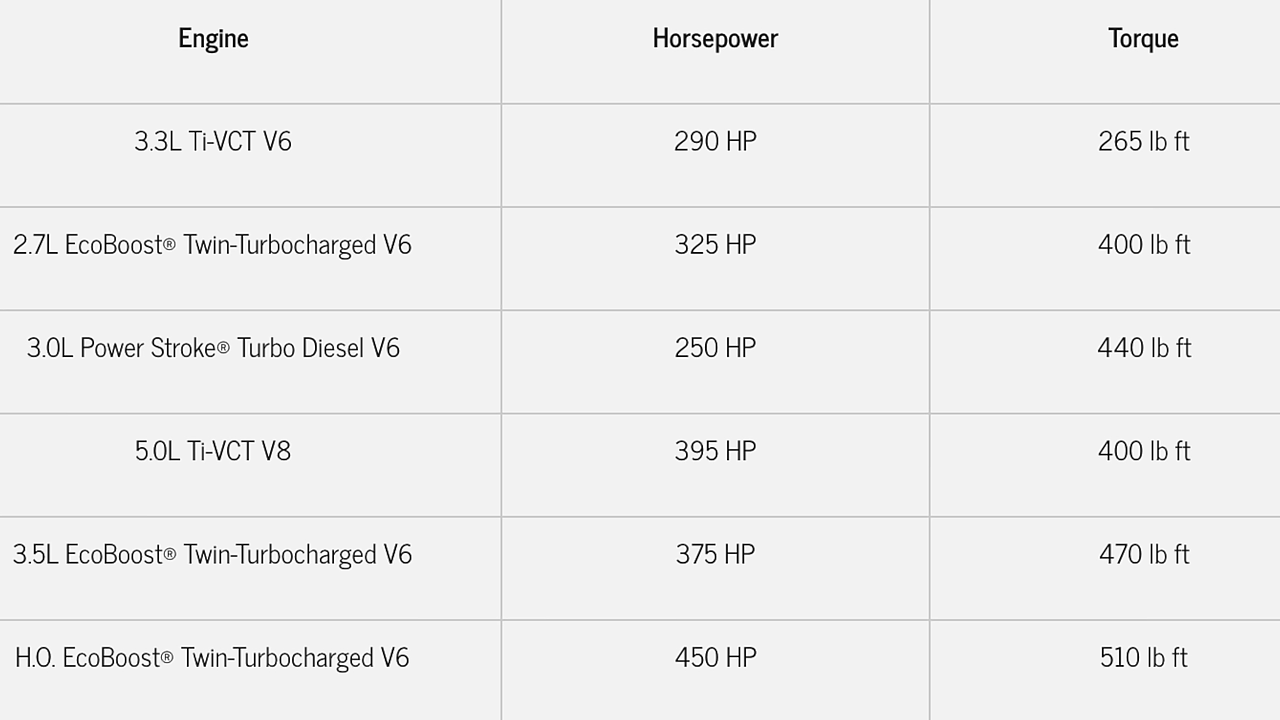 Engine Horsepower Torque
3.3L Ti-VCT V6 290 HP 265 lb ft
2.7L EcoBoost® Twin-Turbocharged V6 325 HP 400 lb ft
3.0L Power Stroke® Turbo Diesel V6 250 HP 440 lb ft
5.0L Ti-VCT V8 395 HP 400 lb ft
3.5L EcoBoost® Twin-Turbocharged V6 375 HP 470 lb ft
H.O. EcoBoost® Twin-Turbocharged V6 450 HP 510 lb ft